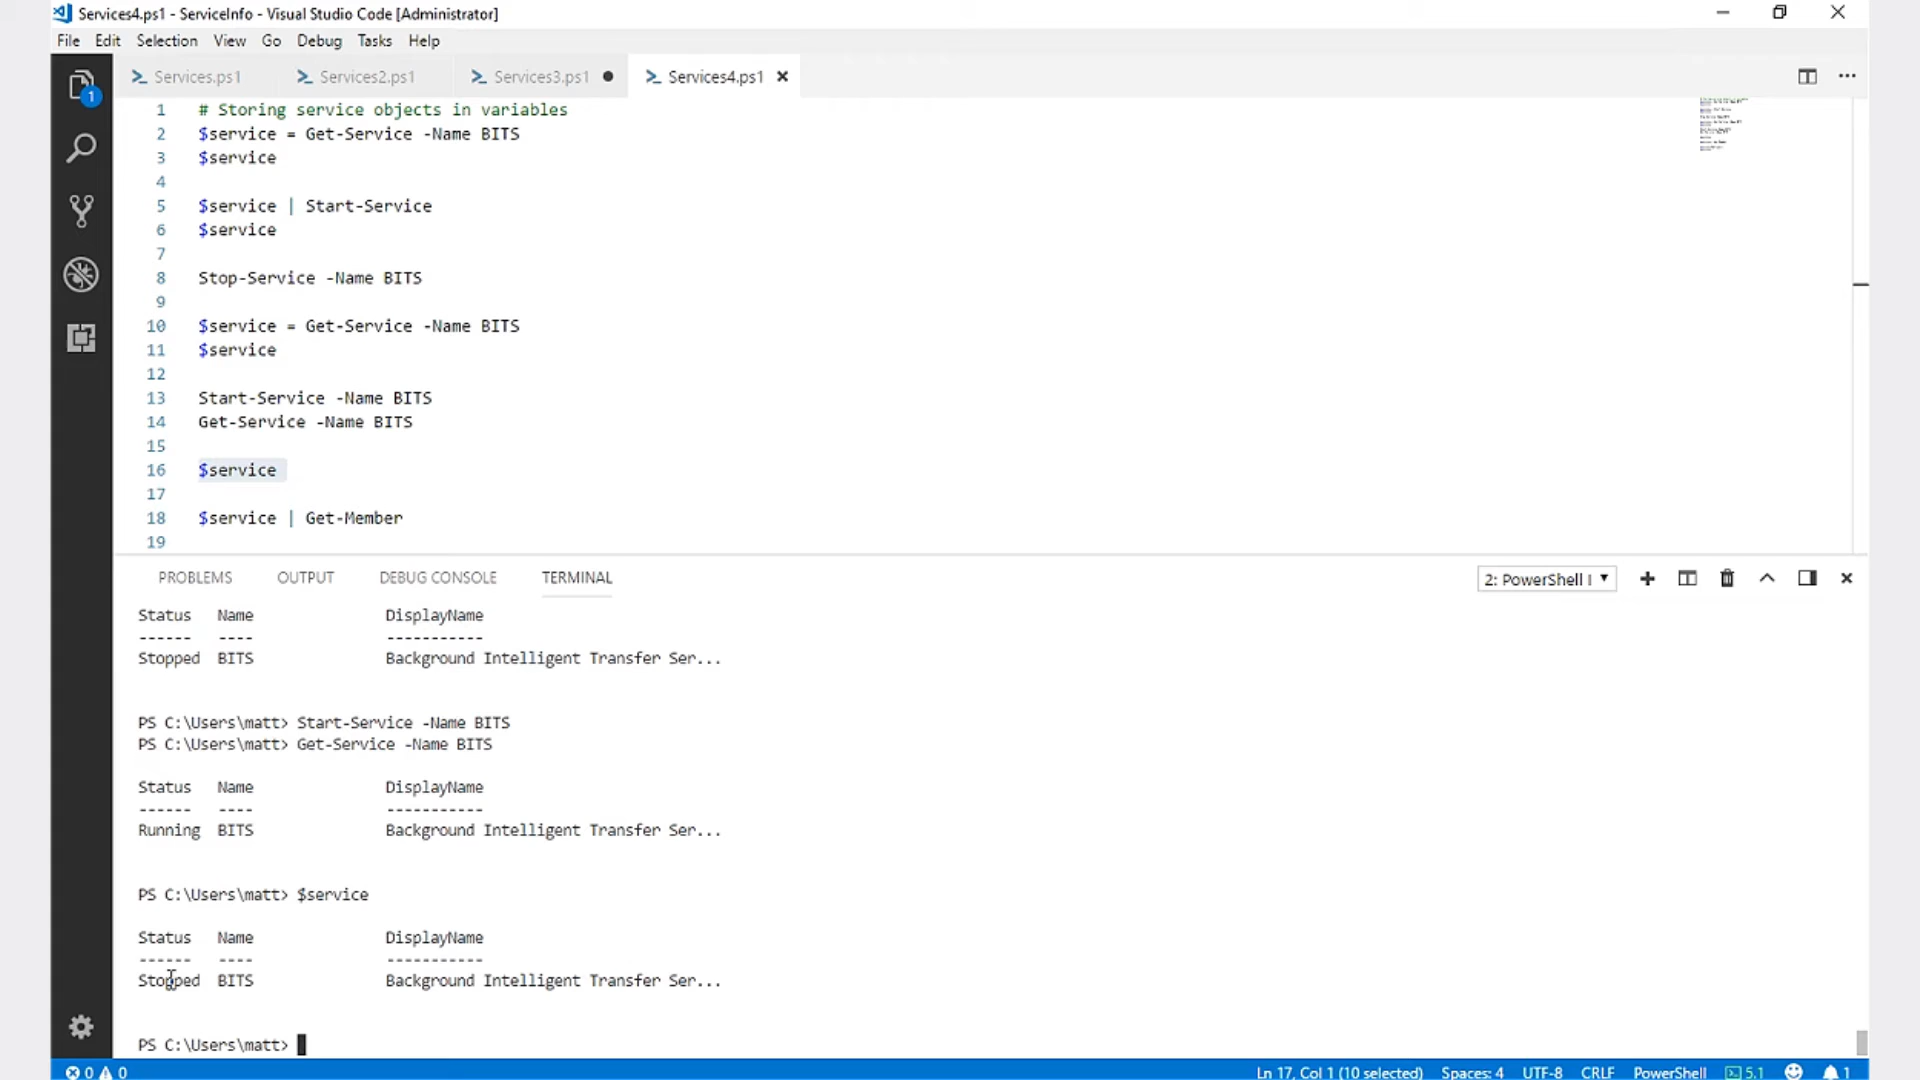 Services4.ps1 - ServiceInfo - Visual Studio Code [Administrator]
File Edit Selection View Go Debug Tasks Help
Services.ps1 Services2.ps1 Services3.ps1 Services4.ps1
1
1 # Storing service objects in variables
2 $service = Get-Service -Name BITS
3 $service
4
5 $service | Start-Service
6 $service
7
8 Stop-Service -Name BITS
9
10 $service = Get-Service -Name BITS
11 $service
12
13 Start-Service -Name BITS
14 Get-Service -Name BITS
15
16 $service
17
18 $service | Get-Member
19
PROBLEMS OUTPUT DEBUG CONSOLE TERMINAL 2: PowerShell I
Status Name DisplayName
------ ---- -----------
Stopped BITS Background Intelligent Transfer Ser...
PS C:\Users\matt> Start-Service -Name BITS
PS C:\Users\matt> Get-Service -Name BITS
Status Name DisplayName
------ ---- -----------
Running BITS Background Intelligent Transfer Ser...
PS C:\Users\matt> $service
Status Name DisplayName
------ ---- -----------
Stopped BITS Background Intelligent Transfer Ser...
PS C:\Users\matt>
0 0 Ln 17, Col 1 (10 selected) Spaces: 4 UTF-8 CRLF PowerShell 5.1 1